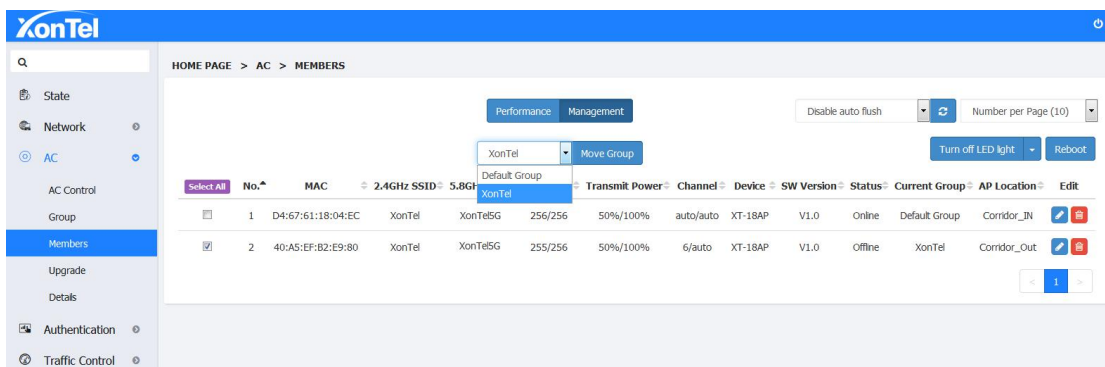 XonTel
HOME PAGE > AC > MEMBERS
State
Network
AC
AC Control
Group
Members
Upgrade
Details
Authentication
Traffic Control
Performance Management
Disable auto flush
Number per Page (10)
XonTel
Move Group
Turn off LED light
Reboot
Default Group
XonTel
Select All No. MAC 2.4GHz SSID 5.8G Transmit Power Channel Device SW Version Status Current Group AP Location Edit
1 D4:67:61:18:04:EC XonTel XonTel5G 256/256 50%/100% auto/auto XT-18AP V1.0 Online Default Group Corridor_IN
2 40:A5:EF:B2:E9:80 XonTel XonTel5G 255/256 50%/100% 6/auto XT-18AP V1.0 Offline XonTel Corridor_Out
< 1 >